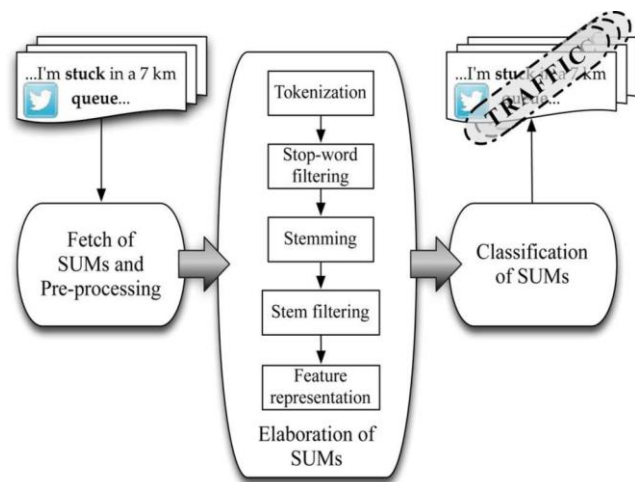 ...I'm stuck in a 7 km
queue...
Fetch of
SUMs and
Pre-processing
Tokenization
Stop-word
filtering
Stemming
Stem filtering
Feature
representation
Elaboration of
SUMs
...I'm stuck in a 7 km
queue...
TRAFFIC
Classification
of SUMs